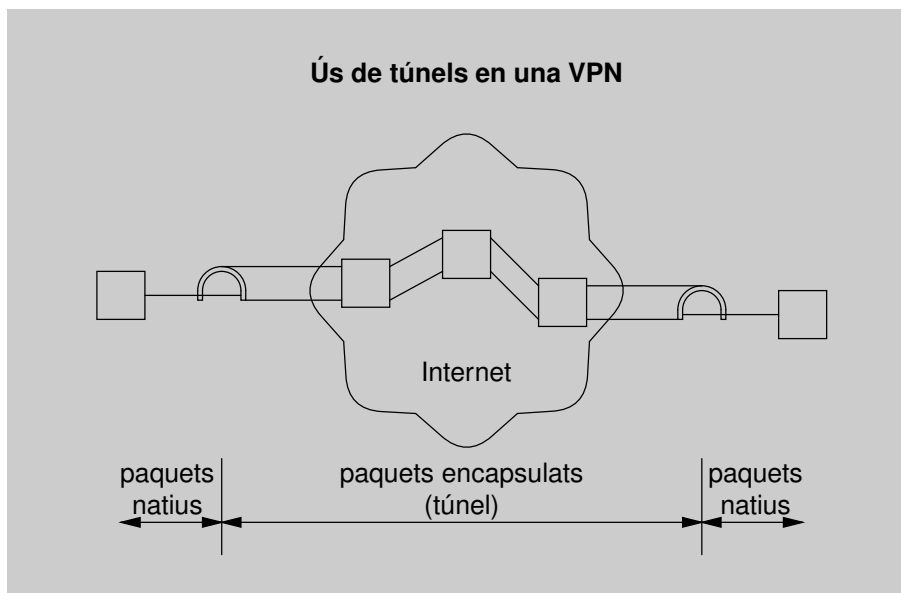 Ús de túnels en una VPN
Internet
paquets
natius
paquets encapsulats
(túnel)
paquets
natius